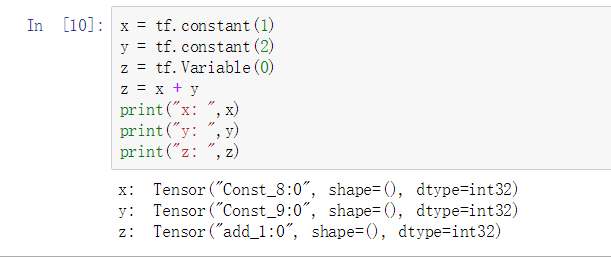 In [10]: x = tf.constant(1)
y = tf.constant(2)
z = tf.Variable(0)
z = x + y
print("x: ",x)
print("y: ",y)
print("z: ",z)
x:  Tensor("Const_8:0", shape=(), dtype=int32)
y:  Tensor("Const_9:0", shape=(), dtype=int32)
z:  Tensor("add_1:0", shape=(), dtype=int32)